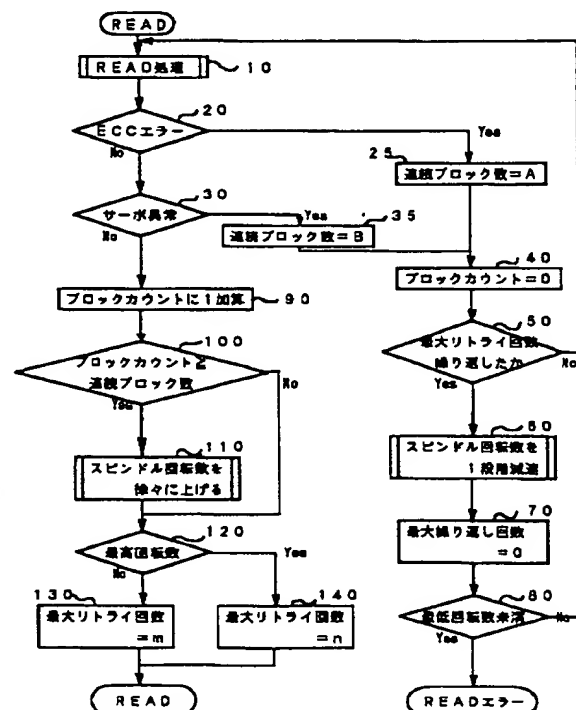 READ
READ処理
10
20
ECCエラー
Yes
No
25
連続ブロック数=A
30
サーボ異常
Yes
35
No
連続ブロック数=B
40
ブロックカウント=0
ブロックカウントに1加算
90
50
最大リトライ回数
繰り返したか
No
Yes
100
ブロックカウント≧
連続ブロック数
No
Yes
60
スピンドル回転数を
1段階減速
110
スピンドル回転数を
徐々に上げる
70
最大繰り返し回数
=0
120
最高回転数
Yes
No
80
最低回転数未満
No
Yes
130
最大リトライ回数
=m
140
最大リトライ回数
=n
READ
READエラー